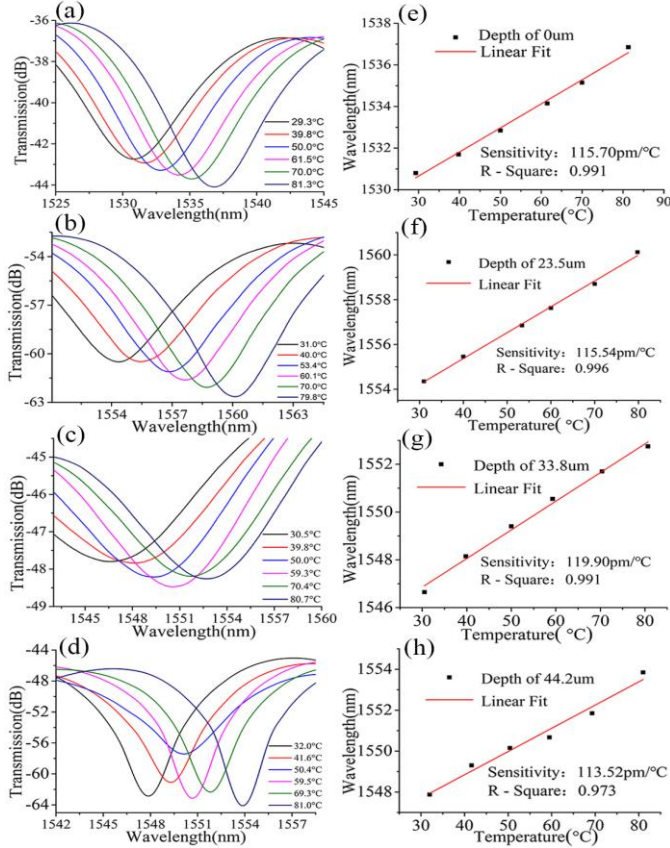 (a)
-36
-38
-40
-42
-44
Transmission(dB)
29.3°C
39.8°C
50.0°C
61.5°C
70.0°C
81.3°C
1525 1530 1535 1540 1545
Wavelength(nm)
(e)
1538
1536
1534
1532
1530
Wavelength(nm)
Depth of 0um
Linear Fit
Sensitivity: 115.70pm/°C
R - Square: 0.991
30 40 50 60 70 80
Temperature(°C)
(b)
-54
-57
-60
-63
Transmission(dB)
31.0°C
40.0°C
53.4°C
60.1°C
70.0°C
79.8°C
1554 1557 1560 1563
Wavelength(nm)
(f)
1560
1558
1556
1554
Wavelength(nm)
Depth of 23.5um
Linear Fit
Sensitivity: 115.54pm/°C
R - Square: 0.996
30 40 50 60 70 80
Temperature(°C)
(c)
-45
-46
-47
-48
-49
Transmission(dB)
30.5°C
39.8°C
50.0°C
59.3°C
70.4°C
80.7°C
1545 1548 1551 1554 1557 1560
Wavelength(nm)
(g)
1552
1550
1548
1546
Wavelength(nm)
Depth of 33.8um
Linear Fit
Sensitivity: 119.90pm/°C
R - Square: 0.991
30 40 50 60 70 80
Temperature(°C)
(d)
-44
-48
-52
-56
-60
-64
Transmission(dB)
32.0°C
41.6°C
50.4°C
59.5°C
69.3°C
81.0°C
1542 1545 1548 1551 1554 1557
Wavelength(nm)
(h)
1554
1552
1550
1548
Wavelength(nm)
Depth of 44.2um
Linear Fit
Sensitivity: 113.52pm/°C
R - Square: 0.973
30 40 50 60 70 80
Temperature(°C)